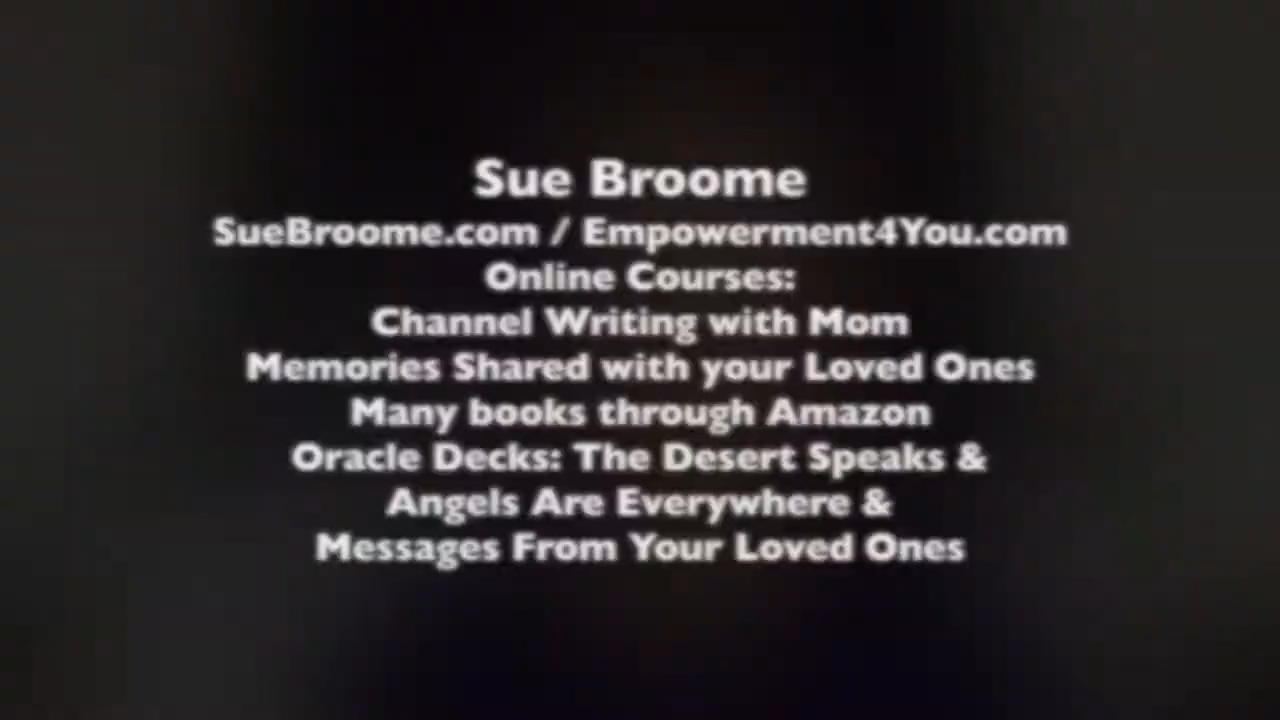 Sue Broome
SueBroome.com / Empowerment4You.com
Online Courses:
Channel Writing with Mom
Memories Shared with your Loved Ones
Many books through Amazon
Oracle Decks: The Desert Speaks &
Angels Are Everywhere &
Messages From Your Loved Ones